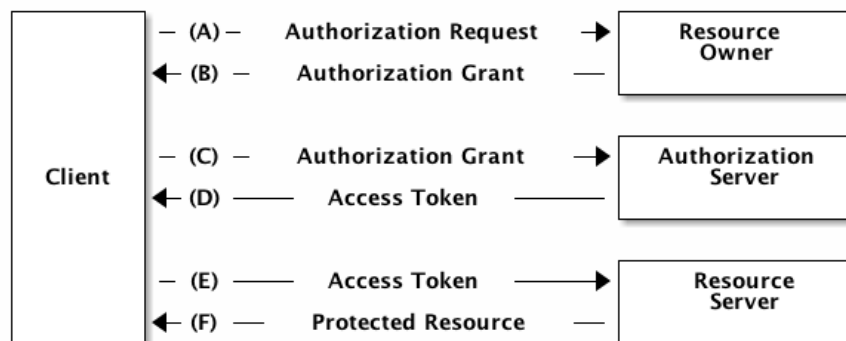 (A) Authorization Request
Resource Owner
(B) Authorization Grant
Client
(C) Authorization Grant
Authorization Server
(D) Access Token
(E) Access Token
Resource Server
(F) Protected Resource